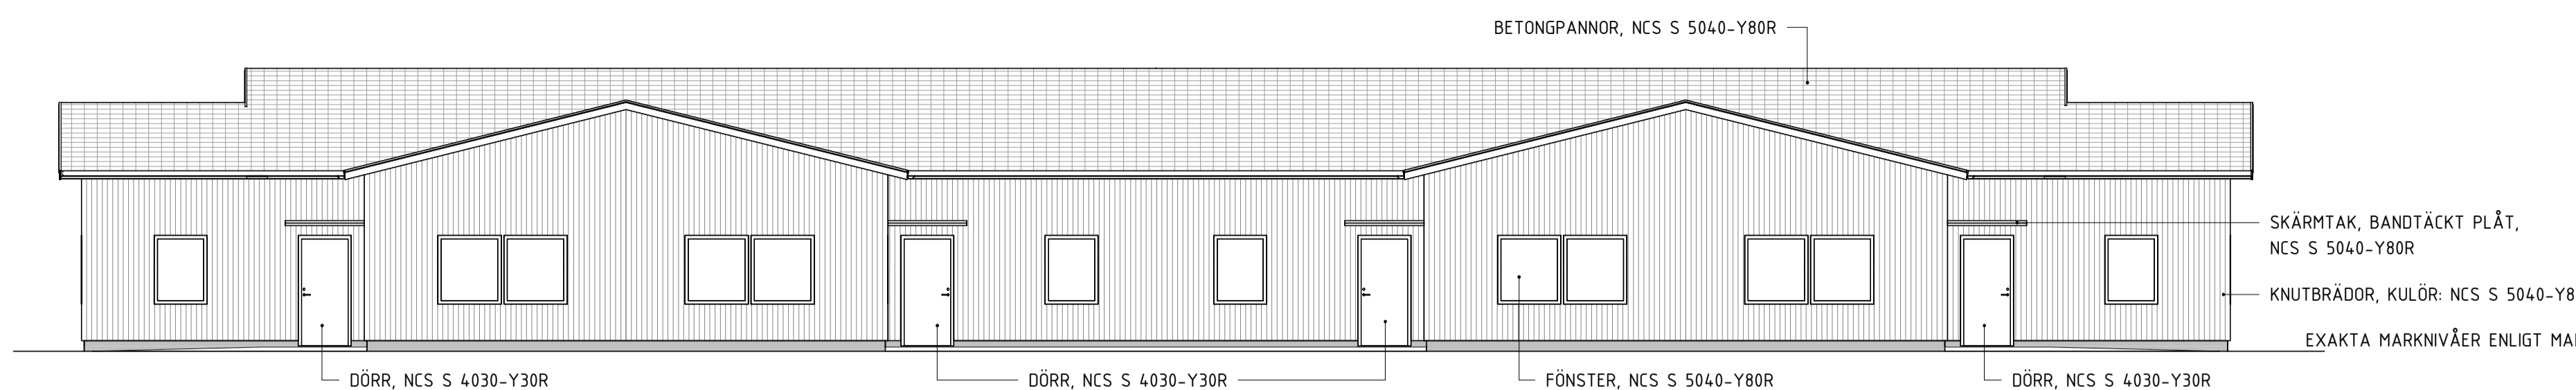 BETONGPANNOR, NCS S 5040-Y80R
SKÄRMTAK, BANDTÄCKT PLÅT,
NCS S 5040-Y80R
KNUTBRÄDOR, KULÖR: NCS S 5040-Y8
EXAKTA MARKNIVÅER ENLIGT
DÖRR, NCS S 4030-Y30R
DÖRR, NCS S 4030-Y30R
FÖNSTER, NCS S 5040-Y80R
DÖRR, NCS S 4030-Y30R